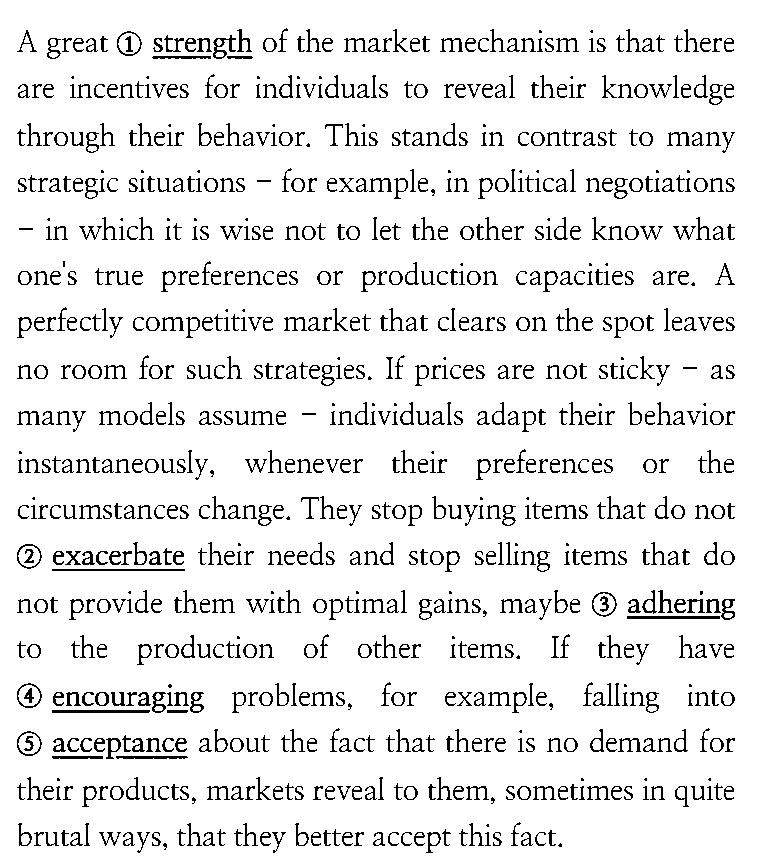 A great ① strength of the market mechanism is that there
are incentives for individuals to reveal their knowledge
through their behavior. This stands in contrast to many
strategic situations – for example, in political negotiations
– in which it is wise not to let the other side know what
one's true preferences or production capacities are. A
perfectly competitive market that clears on the spot leaves
no room for such strategies. If prices are not sticky – as
many models assume – individuals adapt their behavior
instantaneously, whenever their preferences or the
circumstances change. They stop buying items that do not
② exacerbate their needs and stop selling items that do
not provide them with optimal gains, maybe ③ adhering
to the production of other items. If they have
④ encouraging problems, for example, falling into
⑤ acceptance about the fact that there is no demand for
their products, markets reveal to them, sometimes in quite
brutal ways, that they better accept this fact.